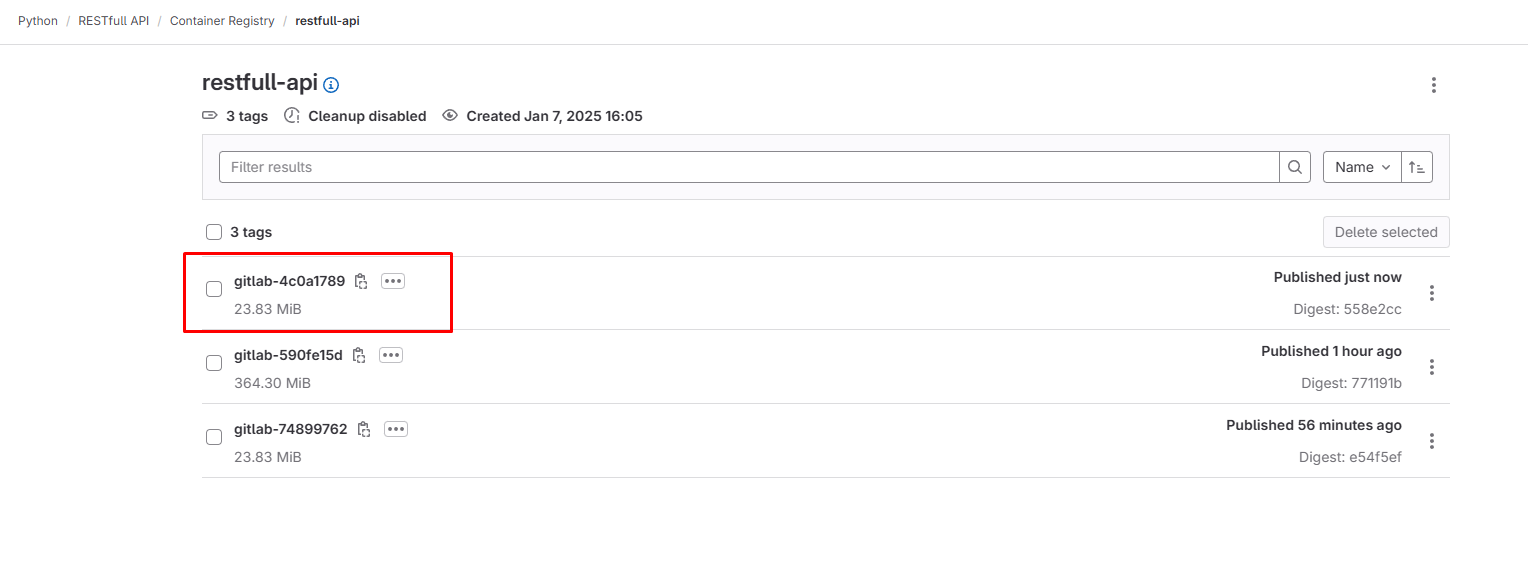 Python / RESTfull API / Container Registry / restfull-api
restfull-api
3 tags Cleanup disabled Created Jan 7, 2025 16:05
Filter results Name
3 tags Delete selected
gitlab-4c0a1789 Published just now
23.83 MiB Digest: 558e2cc
gitlab-590fe15d Published 1 hour ago
364.30 MiB Digest: 771191b
gitlab-74899762 Published 56 minutes ago
23.83 MiB Digest: e54f5ef